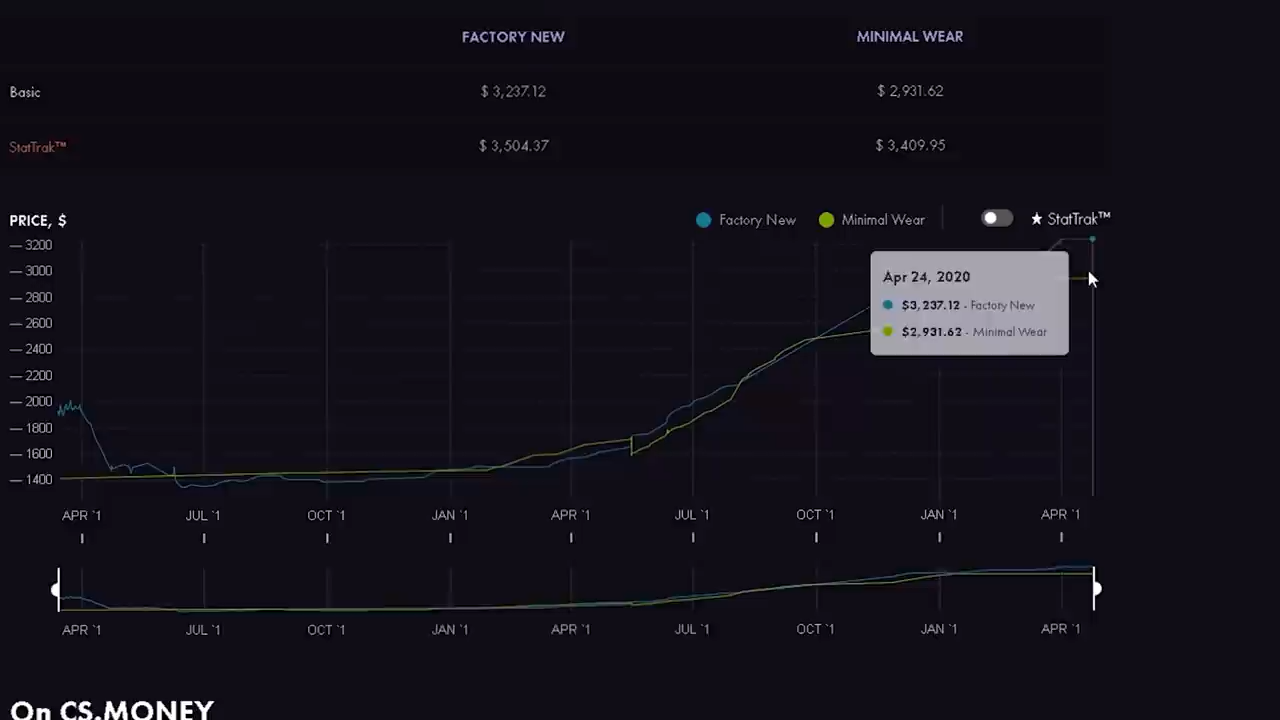 FACTORY NEW MINIMAL WEAR
Basic $ 3,237.12 $ 2,931.62
StatTrak™ $ 3,504.37 $ 3,409.95
PRICE, $ Factory New Minimal Wear ★ StatTrak™
3200
3000
2800
2600
2400
2200
2000
1800
1600
1400
Apr 24, 2020
$3,237.12 - Factory New
$2,931.62 - Minimal Wear
APR '1 JUL '1 OCT '1 JAN '1 APR '1 JUL '1 OCT '1 JAN '1 APR '1
APR '1 JUL '1 OCT '1 JAN '1 APR '1 JUL '1 OCT '1 JAN '1 APR '1
On CS.MONEY